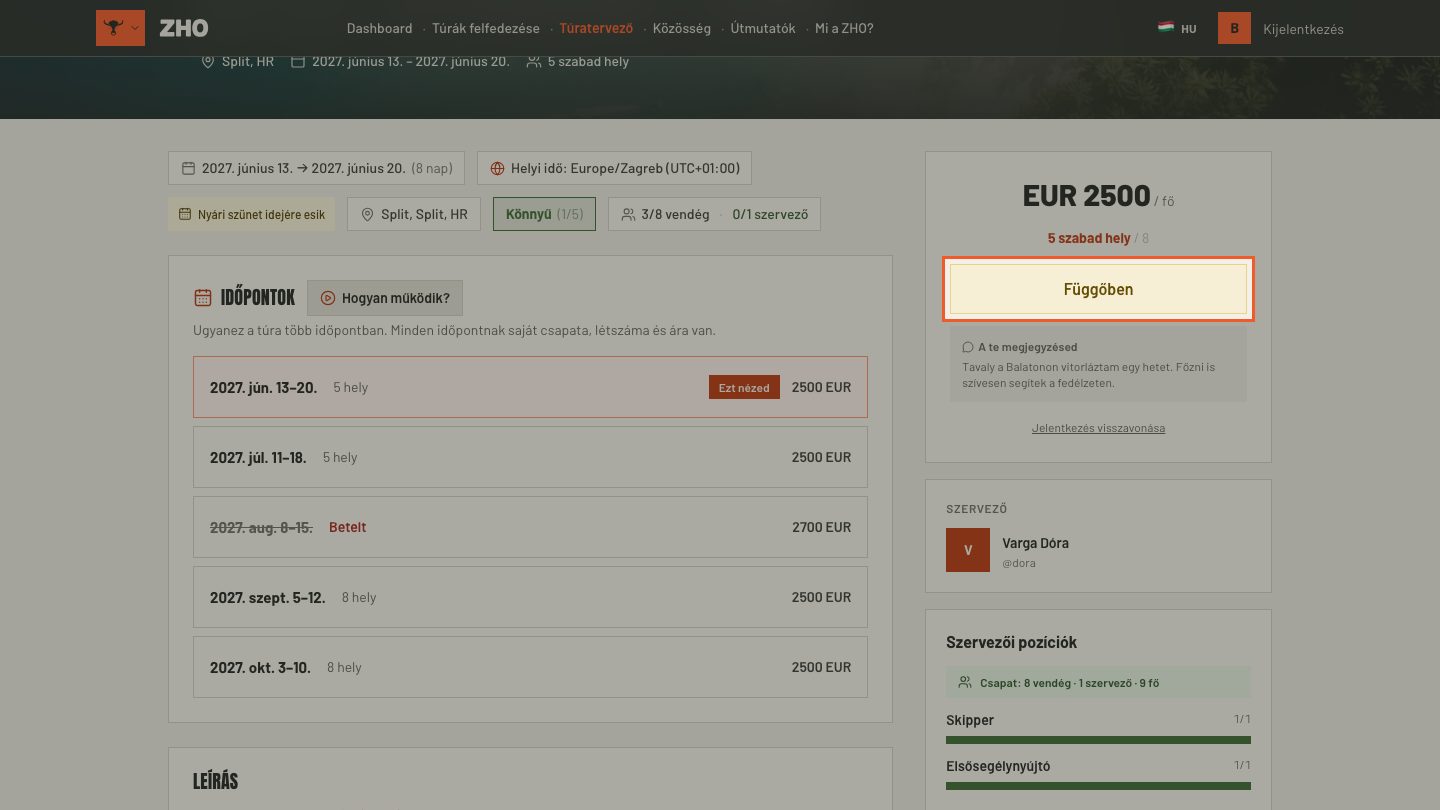 ZHO
Dashboard · Túrák felfedezése · Túratervező · Közösség · Útmutatók · Mi a ZHO?
HU
B
Kijelentkezés
Split, HR
2027. június 13. – 2027. június 20.
5 szabad hely
2027. június 13. → 2027. június 20. (8 nap)
Helyi idő: Europe/Zagreb (UTC+01:00)
Nyári szünet idejére esik
Split, Split, HR
Könnyű (1/5)
3/8 vendég · 0/1 szervező
IDŐPONTOK
Hogyan működik?
Ugyanez a túra több időpontban. Minden időpontnak saját csapata, létszáma és ára van.
2027. jún. 13–20. 5 hely Ezt nézed 2500 EUR
2027. júl. 11–18. 5 hely 2500 EUR
2027. aug. 8–15. Betelt 2700 EUR
2027. szept. 5–12. 8 hely 2500 EUR
2027. okt. 3–10. 8 hely 2500 EUR
LEÍRÁS
EUR 2500 / fő
5 szabad hely / 8
Függőben
A te megjegyzésed
Tavaly a Balatonon vitorláztam egy hetet. Főzni is
szívesen segítek a fedélzeten.
Jelentkezés visszavonása
SZERVEZŐ
V
Varga Dóra
@dora
Szervezői pozíciók
Csapat: 8 vendég · 1 szervező · 9 fő
Skipper 1/1
Elsősegélynyújtó 1/1